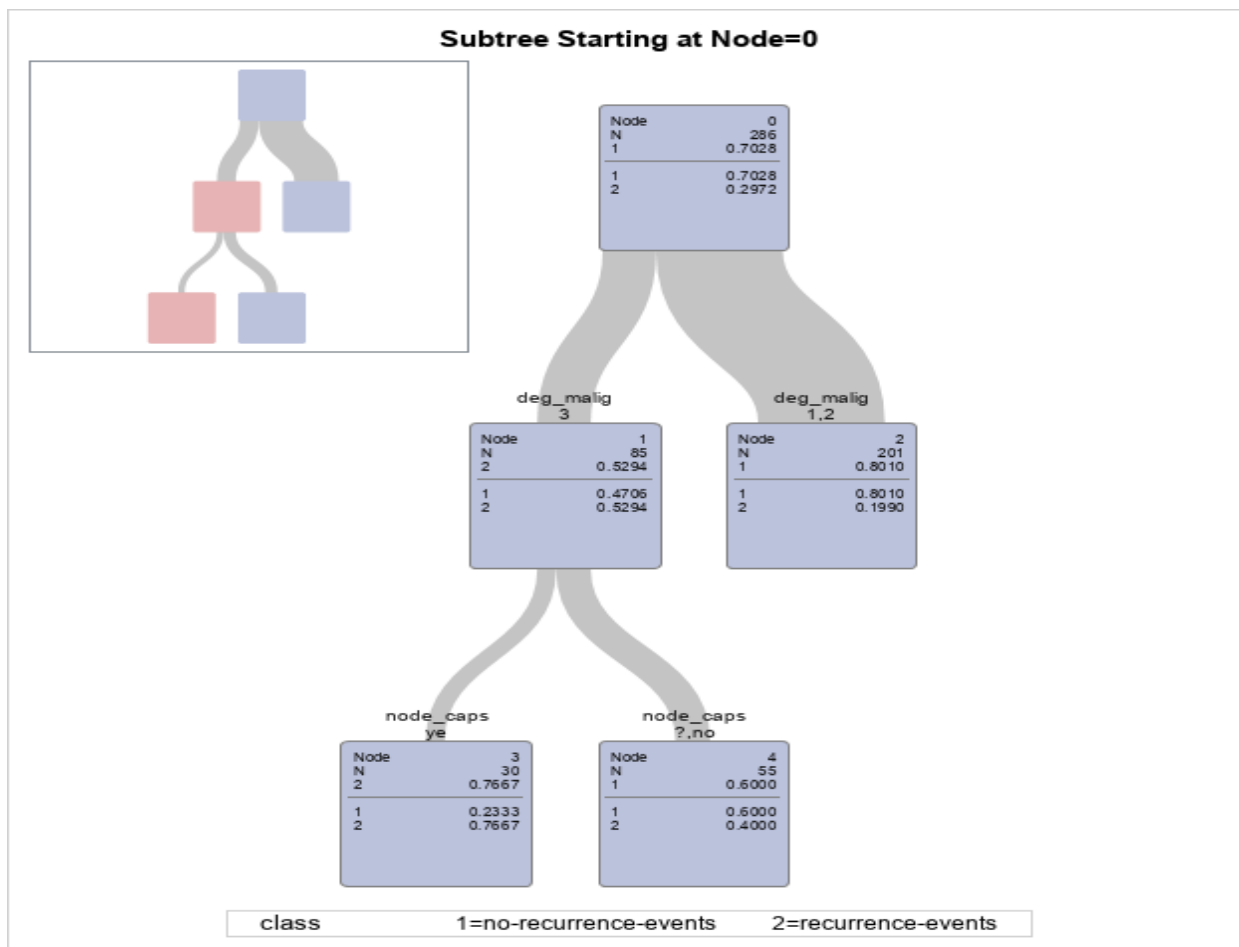 Subtree Starting at Node=0
Node 0
N 286
1 0.7028
1 0.7028
2 0.2972
deg_malig
3
deg_malig
1,2
Node 1
N 85
2 0.5294
1 0.4706
2 0.5294
Node 2
N 201
1 0.8010
1 0.8010
2 0.1990
node_caps
ye
node_caps
?,no
Node 3
N 30
2 0.7667
1 0.2333
2 0.7667
Node 4
N 55
1 0.6000
1 0.6000
2 0.4000
class 1=no-recurrence-events 2=recurrence-events